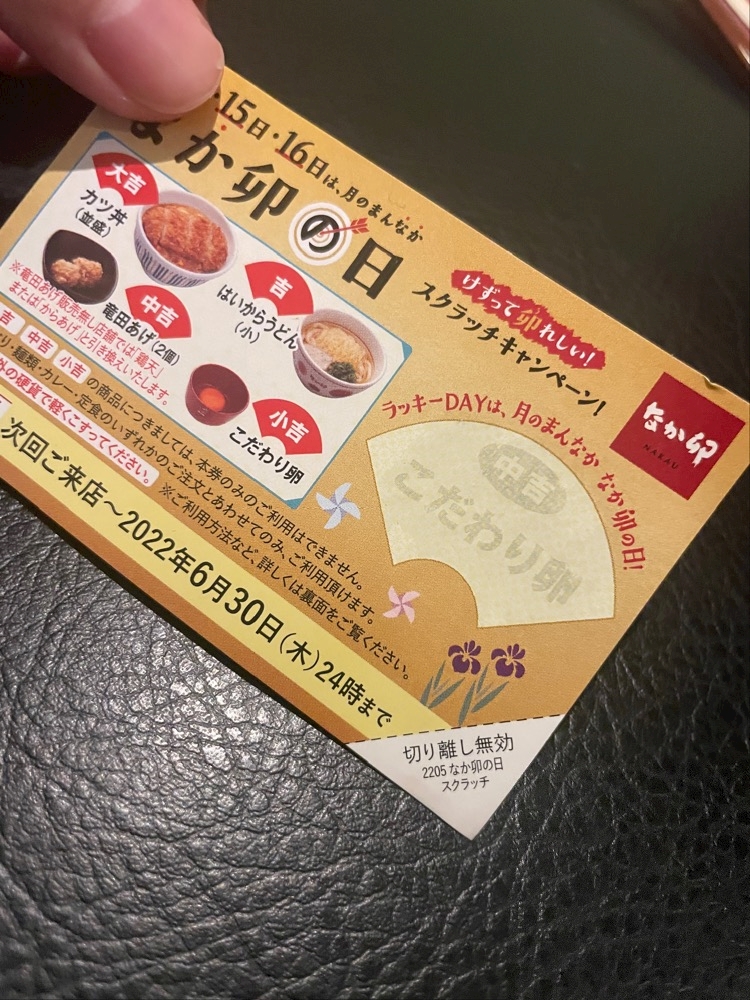 15日・16日は、月のまんなか
なか卯の日
大吉
カツ丼
(並盛)
吉
はいからうどん
(小)
中吉
竜田あげ(2個)
※竜田あげ販売無し店舗では「鶏天」
または「からあげ」と引き換えいたします。
小吉
こだわり卵
けずって卯れしい!
スクラッチキャンペーン!
なか卯
NAKAU
ラッキーDAYは、月のまんなか なか卯の日!
こだわり卵
吉 中吉 小吉 の商品につきましては、本券のみのご利用はできません。
・麺類・カレー・定食のいずれかのご注文とあわせてのみ、ご利用頂けます。
外の硬貨で軽くこすってください。 ※ご利用方法など、詳しくは裏面をご覧ください。
次回ご来店〜2022年6月30日(木)24時まで
切り離し無効
2205 なか卯の日
スクラッチ